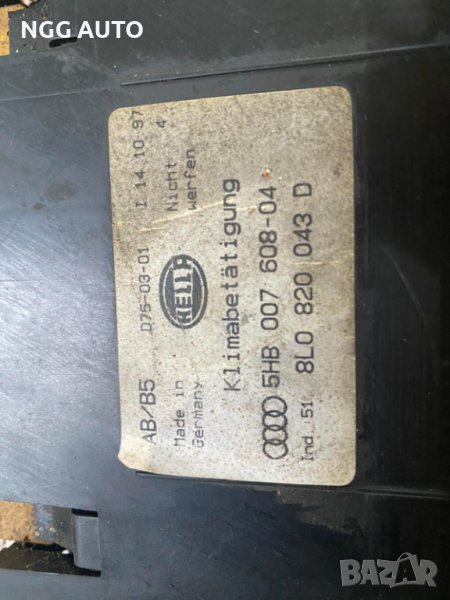 NGG AUTO
AB/B5 D75-03-01 I 14.10.97
Made in Germany
HELLA
Nicht werfen 4
Klimabetätigung
5HB 007 608-04
Ind. 51 8L0 820 043 D
BAZAR